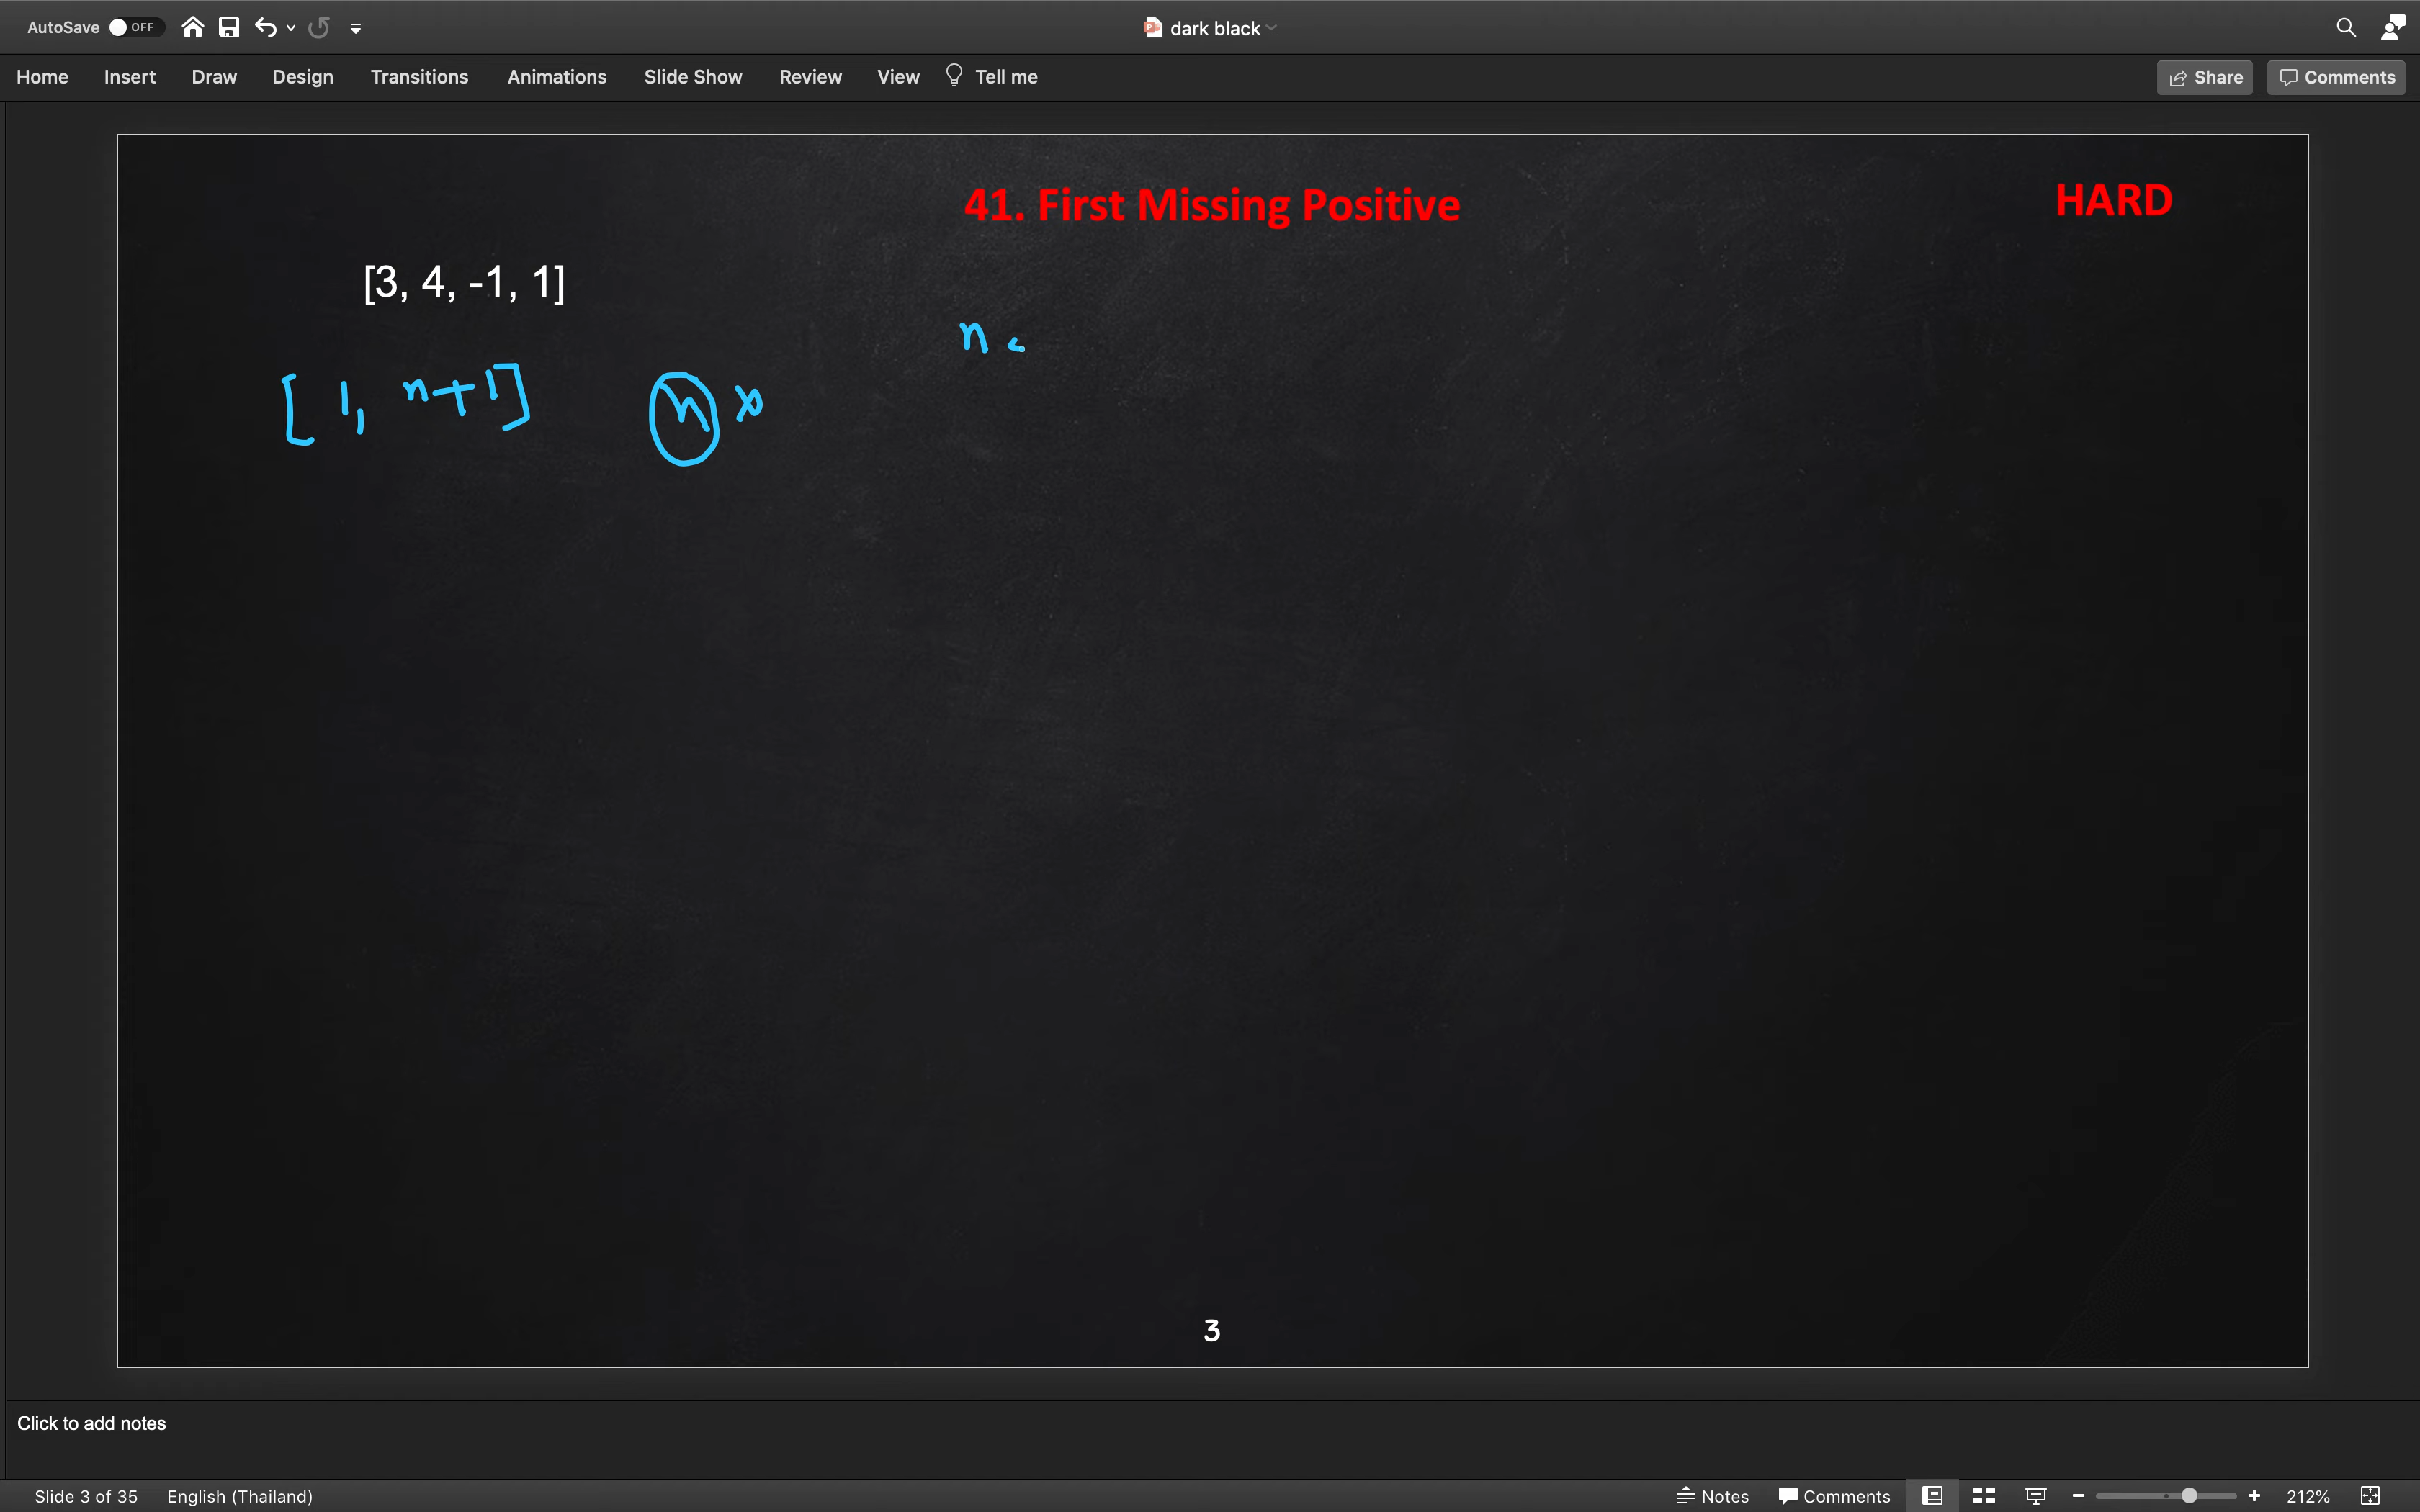 AutoSave OFF dark black
Home Insert Draw Design Transitions Animations Slide Show Review View Tell me Share Comments
41. First Missing Positive HARD
[3, 4, -1, 1]
n
[1, n+1] n
3
Click to add notes
Slide 3 of 35 English (Thailand) Notes Comments 212%